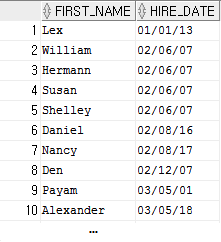 FIRST_NAME HIRE_DATE
1 Lex 01/01/13
2 William 02/06/07
3 Hermann 02/06/07
4 Susan 02/06/07
5 Shelley 02/06/07
6 Daniel 02/08/16
7 Nancy 02/08/17
8 Den 02/12/07
9 Payam 03/05/01
10 Alexander 03/05/18
…